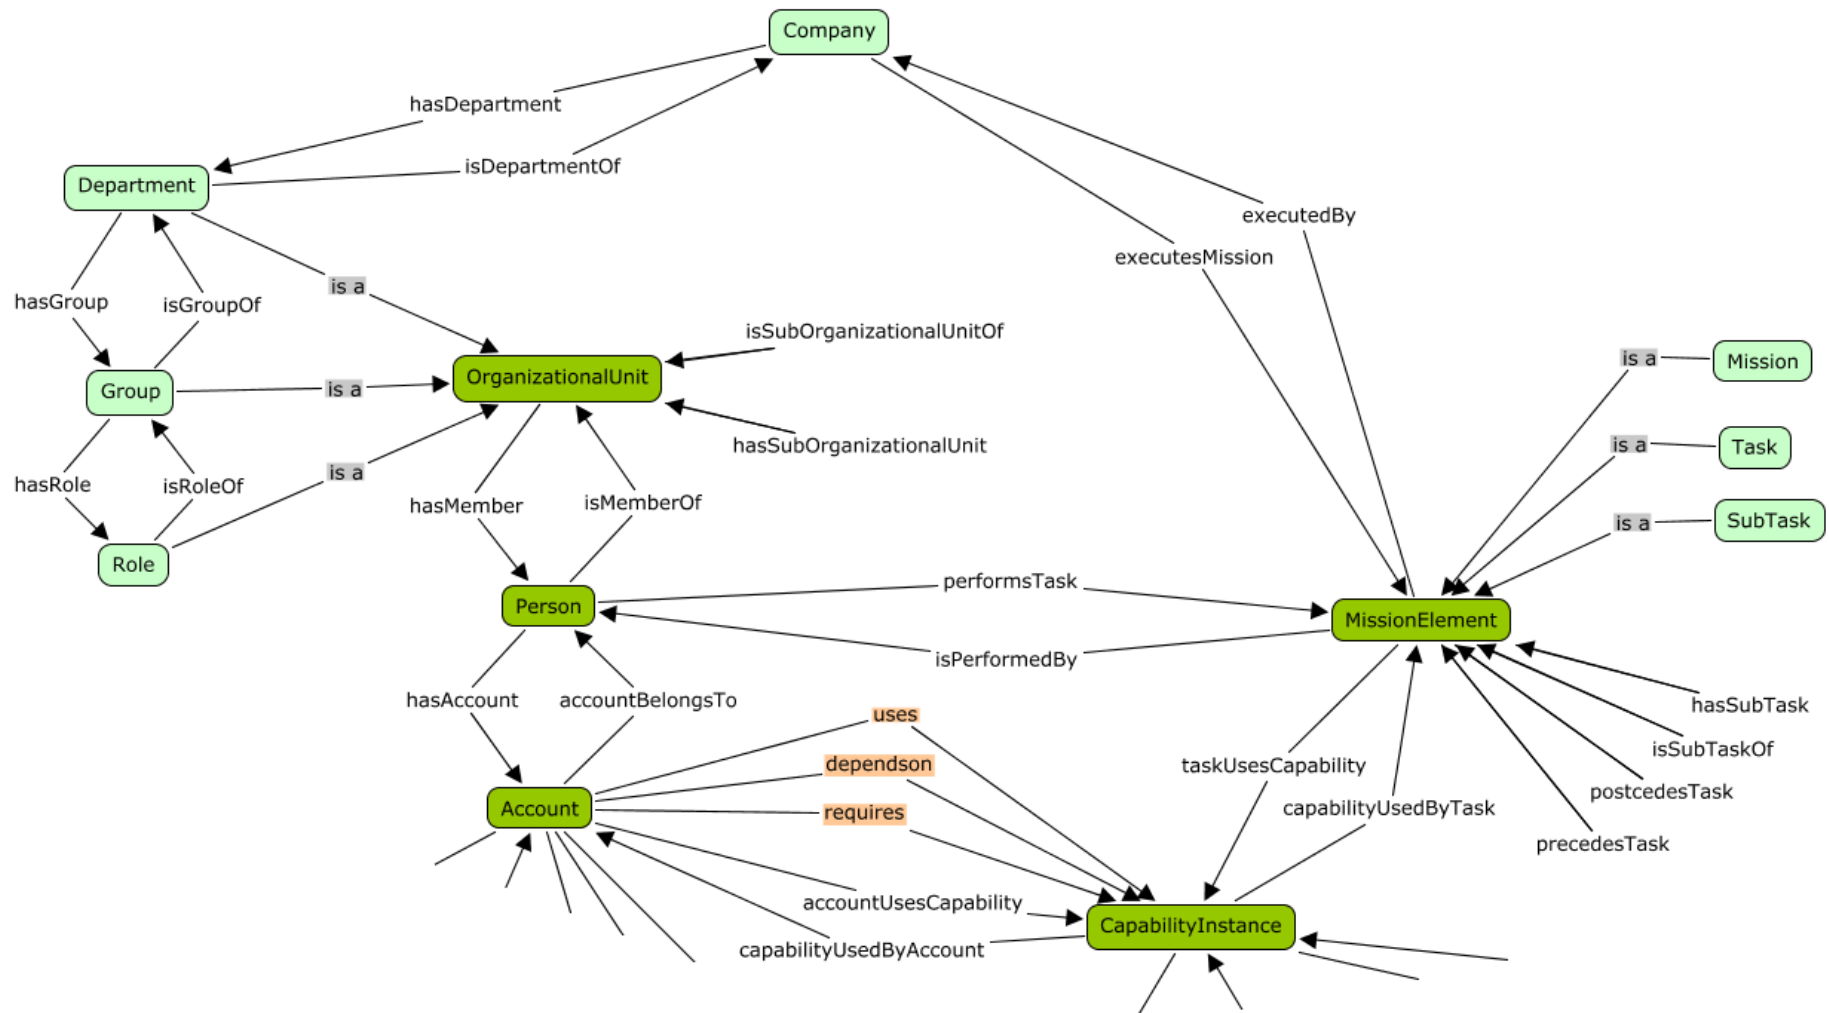 Company
hasDepartment
isDepartmentOf
Department
executedBy
executesMission
is a
hasGroup
isGroupOf
isSubOrganizationalUnitOf
is a
Mission
OrganizationalUnit
Group
is a
hasSubOrganizationalUnit
is a
Task
is a
hasRole
isRoleOf
hasMember
isMemberOf
is a
SubTask
Role
performsTask
Person
MissionElement
isPerformedBy
hasAccount
accountBelongsTo
hasSubTask
uses
isSubTaskOf
dependson
taskUsesCapability
postcedesTask
Account
requires
capabilityUsedByTask
precedesTask
accountUsesCapability
CapabilityInstance
capabilityUsedByAccount